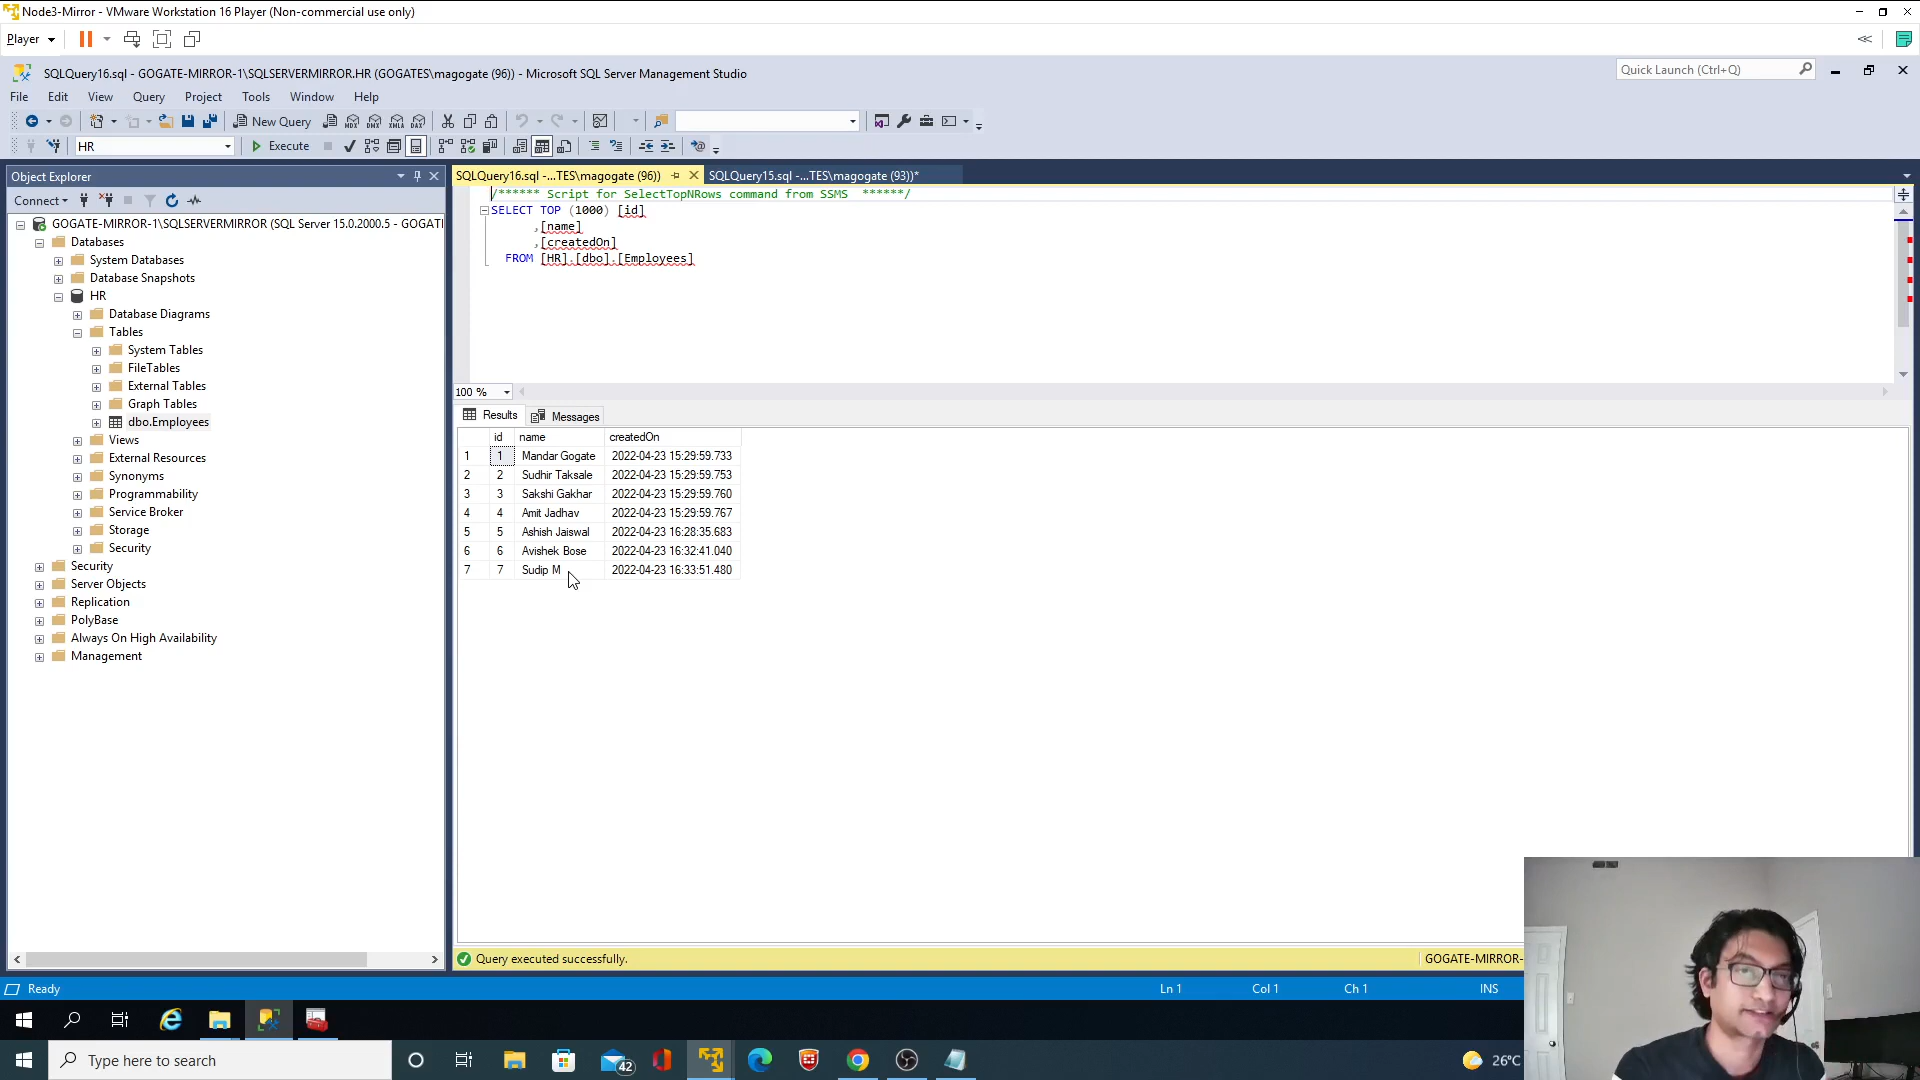 Node3-Mirror - VMware Workstation 16 Player (Non-commercial use only)
Player
SQLQuery16.sql - GOGATE-MIRROR-1\SQLSERVERMIRROR.HR (GOGATES\magogate (96)) - Microsoft SQL Server Management Studio
Quick Launch (Ctrl+Q)
File Edit View Query Project Tools Window Help
New Query
HR
Execute
Object Explorer
Connect
GOGATE-MIRROR-1\SQLSERVERMIRROR (SQL Server 15.0.2000.5 - GOGATI
Databases
System Databases
Database Snapshots
HR
Database Diagrams
Tables
System Tables
FileTables
External Tables
Graph Tables
dbo.Employees
Views
External Resources
Synonyms
Programmability
Service Broker
Storage
Security
Security
Server Objects
Replication
PolyBase
Always On High Availability
Management
SQLQuery16.sql -...TES\magogate (96)) SQLQuery15.sql -...TES\magogate (93))*
/****** Script for SelectTopNRows command from SSMS ******/
SELECT TOP (1000) [id]
,[name]
,[createdOn]
FROM [HR].[dbo].[Employees]
100 %
Results Messages
id name createdOn
1 1 Mandar Gogate 2022-04-23 15:29:59.733
2 2 Sudhir Taksale 2022-04-23 15:29:59.753
3 3 Sakshi Gakhar 2022-04-23 15:29:59.760
4 4 Amit Jadhav 2022-04-23 15:29:59.767
5 5 Ashish Jaiswal 2022-04-23 16:28:35.683
6 6 Avishek Bose 2022-04-23 16:32:41.040
7 7 Sudip M 2022-04-23 16:33:51.480
Query executed successfully. GOGATE-MIRROR-
Ready Ln 1 Col 1 Ch 1 INS
Type here to search
42
26°C